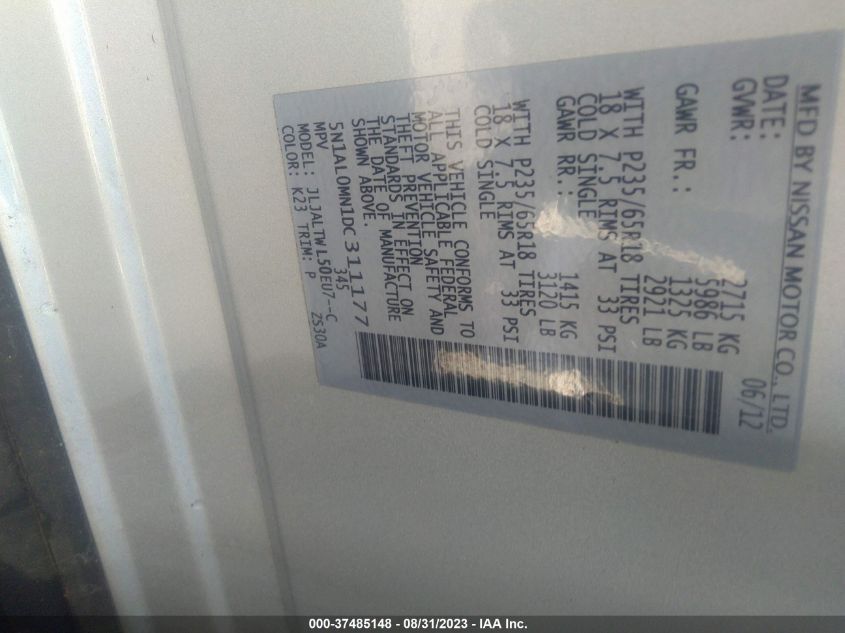 MFD BY NISSAN MOTOR CO., LTD.
DATE: 06/12
GVWR: 2715 KG
5986 LB
GAWR FR.: 1325 KG
2921 LB
WITH P235/65R18 TIRES
18 X 7.5 RIMS AT 33 PSI
COLD SINGLE
GAWR RR.: 1415 KG
3120 LB
WITH P235/65R18 TIRES
18 X 7.5 RIMS AT 33 PSI
COLD SINGLE
THIS VEHICLE CONFORMS TO
ALL APPLICABLE FEDERAL
MOTOR VEHICLE SAFETY AND
THEFT PREVENTION
STANDARDS IN EFFECT ON
THE DATE OF MANUFACTURE
SHOWN ABOVE.
5N1AL0MN1DC311177
MPV 345
MODEL: JLJALTWL50EU7--C
COLOR: K23 TRIM: P ZS30A
000-37485148 - 08/31/2023 - IAA Inc.